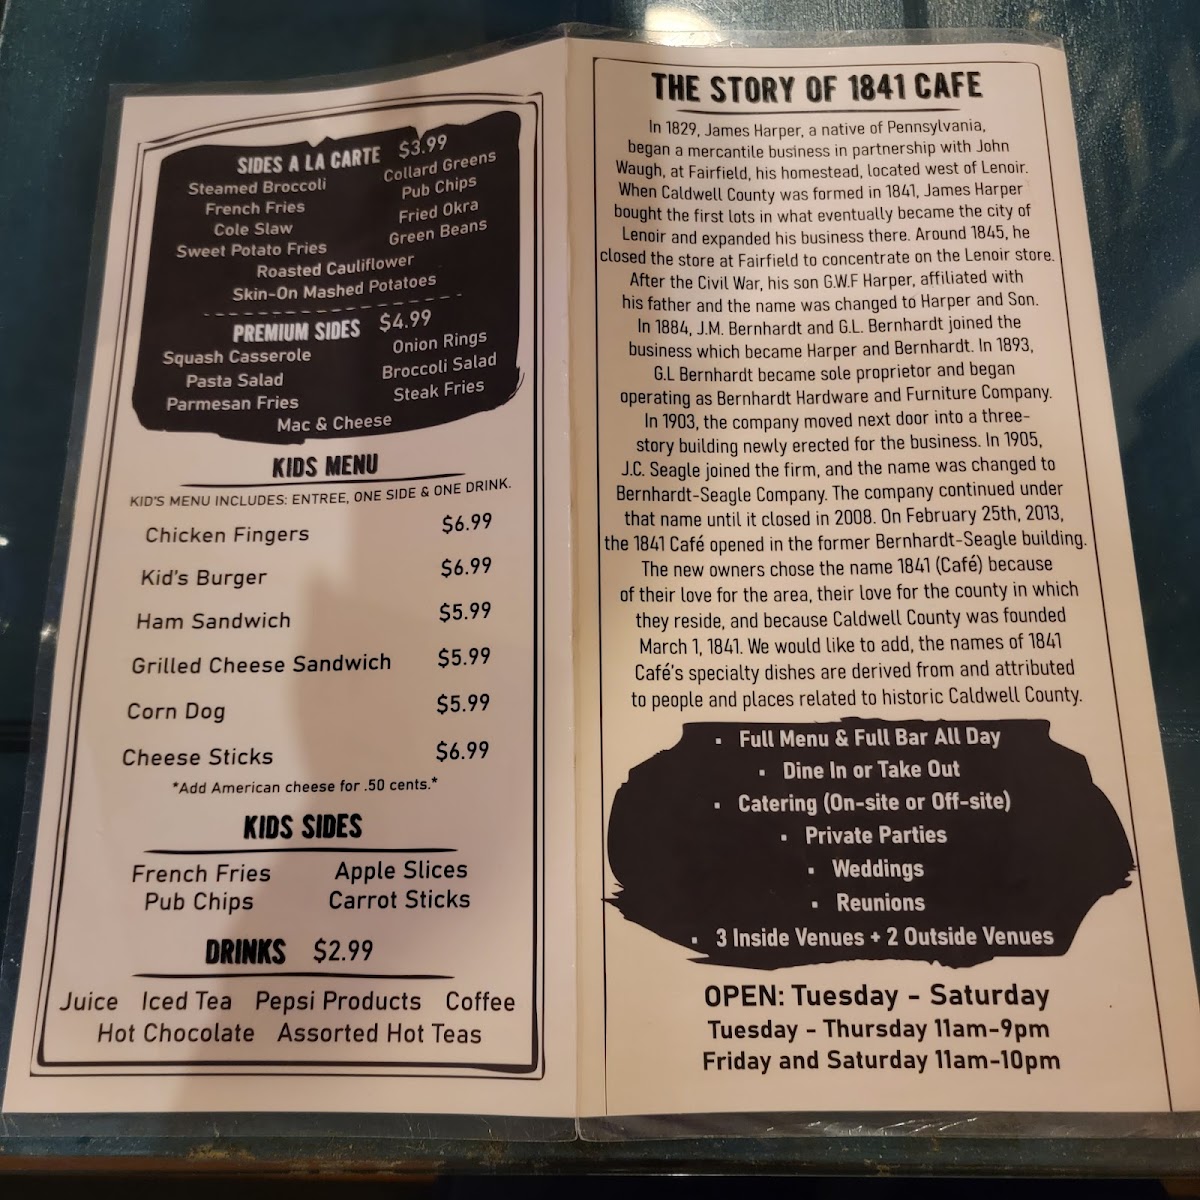 SIDES A LA CARTE $3.99
Steamed Broccoli Collard Greens
French Fries Pub Chips
Cole Slaw Fried Okra
Sweet Potato Fries Green Beans
Roasted Cauliflower
Skin-On Mashed Potatoes
PREMIUM SIDES $4.99
Squash Casserole Onion Rings
Pasta Salad Broccoli Salad
Parmesan Fries Steak Fries
Mac & Cheese
KIDS MENU
KID'S MENU INCLUDES: ENTREE, ONE SIDE & ONE DRINK.
Chicken Fingers $6.99
Kid's Burger $6.99
Ham Sandwich $5.99
Grilled Cheese Sandwich $5.99
Corn Dog $5.99
Cheese Sticks $6.99
*Add American cheese for .50 cents.*
KIDS SIDES
French Fries Apple Slices
Pub Chips Carrot Sticks
DRINKS $2.99
Juice Iced Tea Pepsi Products Coffee
Hot Chocolate Assorted Hot Teas
THE STORY OF 1841 CAFE
In 1829, James Harper, a native of Pennsylvania,
began a mercantile business in partnership with John
Waugh, at Fairfield, his homestead, located west of Lenoir.
When Caldwell County was formed in 1841, James Harper
bought the first lots in what eventually became the city of
Lenoir and expanded his business there. Around 1845, he
closed the store at Fairfield to concentrate on the Lenoir store.
After the Civil War, his son G.W.F Harper, affiliated with
his father and the name was changed to Harper and Son.
In 1884, J.M. Bernhardt and G.L. Bernhardt joined the
business which became Harper and Bernhardt. In 1893,
G.L Bernhardt became sole proprietor and began
operating as Bernhardt Hardware and Furniture Company.
In 1903, the company moved next door into a three-
story building newly erected for the business. In 1905,
J.C. Seagle joined the firm, and the name was changed to
Bernhardt-Seagle Company. The company continued under
that name until it closed in 2008. On February 25th, 2013,
the 1841 Café opened in the former Bernhardt-Seagle building.
The new owners chose the name 1841 (Café) because
of their love for the area, their love for the county in which
they reside, and because Caldwell County was founded
March 1, 1841. We would like to add, the names of 1841
Café's specialty dishes are derived from and attributed
to people and places related to historic Caldwell County.
▪ Full Menu & Full Bar All Day
▪ Dine In or Take Out
▪ Catering (On-site or Off-site)
▪ Private Parties
▪ Weddings
▪ Reunions
▪ 3 Inside Venues + 2 Outside Venues
OPEN: Tuesday - Saturday
Tuesday - Thursday 11am-9pm
Friday and Saturday 11am-10pm